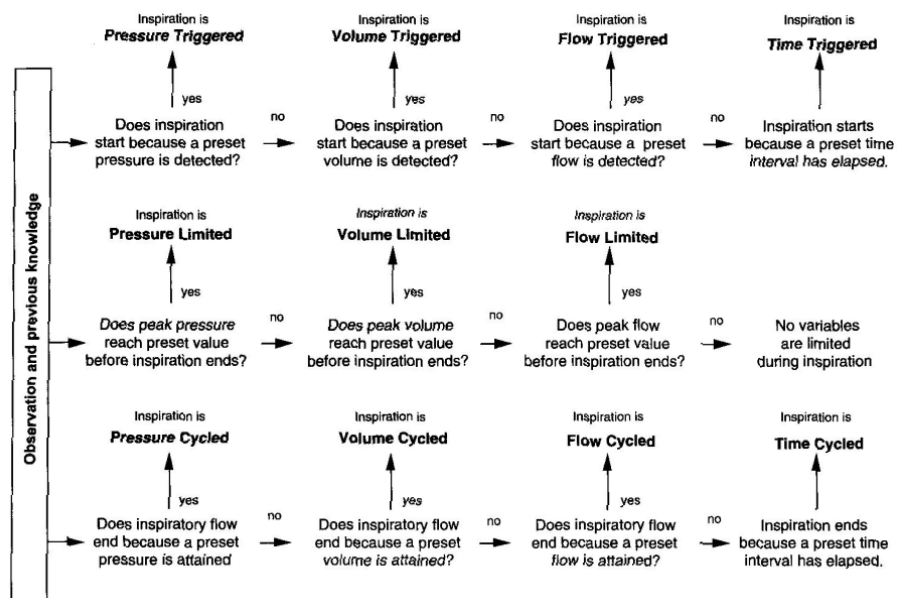 Inspiration is
Pressure Triggered
Inspiration is
Volume Triggered
Inspiration is
Flow Triggered
Inspiration is
Time Triggered
yes
yes
yes
Does inspiration
start because a preset
pressure is detected?
no
Does inspiration
start because a preset
volume is detected?
no
Does inspiration
start because a preset
flow is detected?
no
Inspiration starts
because a preset time
interval has elapsed.
Observation and previous knowledge
Inspiration is
Pressure Limited
Inspiration is
Volume Limited
Inspiration is
Flow Limited
yes
yes
yes
Does peak pressure
reach preset value
before inspiration ends?
no
Does peak volume
reach preset value
before inspiration ends?
no
Does peak flow
reach preset value
before inspiration ends?
no
No variables
are limited
during inspiration
Inspiration is
Pressure Cycled
Inspiration is
Volume Cycled
Inspiration is
Flow Cycled
Inspiration is
Time Cycled
yes
yes
yes
Does inspiratory flow
end because a preset
pressure is attained
no
Does inspiratory flow
end because a preset
volume is attained?
no
Does inspiratory flow
end because a preset
flow is attained?
no
Inspiration ends
because a preset time
interval has elapsed.